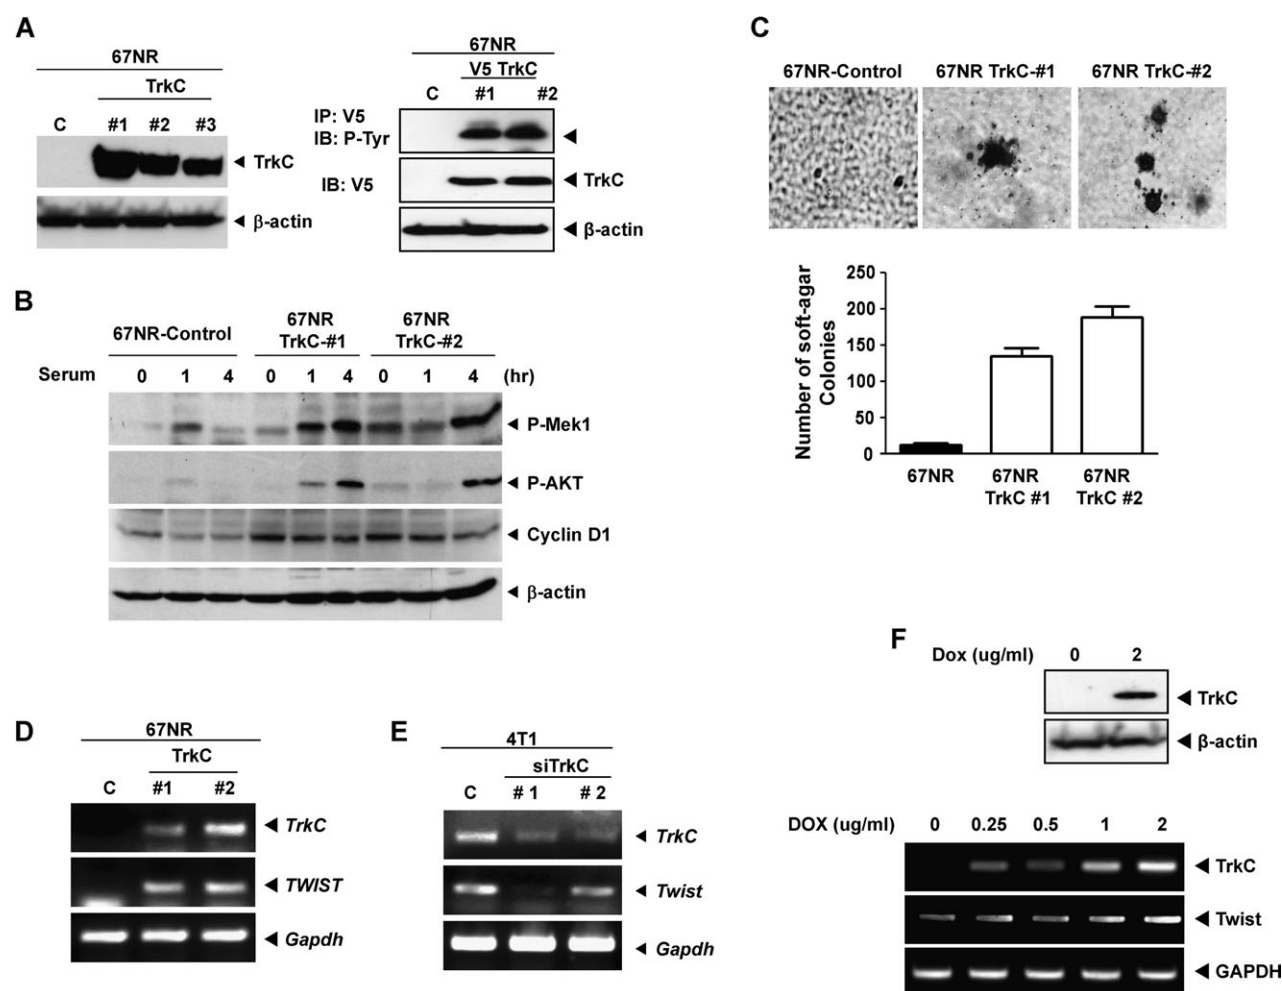 A
67NR
TrkC
C #1 #2 #3
TrkC
β-actin
67NR
V5 TrkC
C #1 #2
IP: V5
IB: P-Tyr
IB: V5
TrkC
β-actin
B
67NR-Control
67NR
TrkC-#1
67NR
TrkC-#2
Serum 0 1 4 0 1 4 0 1 4 (hr)
P-Mek1
P-AKT
Cyclin D1
β-actin
C
67NR-Control 67NR TrkC-#1 67NR TrkC-#2
Number of soft-agar
Colonies
250
200
150
100
50
0
67NR
67NR
TrkC #1
67NR
TrkC #2
D
67NR
TrkC
C #1 #2
TrkC
TWIST
Gapdh
E
4T1
siTrkC
C # 1 # 2
TrkC
Twist
Gapdh
F
Dox (ug/ml) 0 2
TrkC
β-actin
DOX (ug/ml) 0 0.25 0.5 1 2
TrkC
Twist
GAPDH